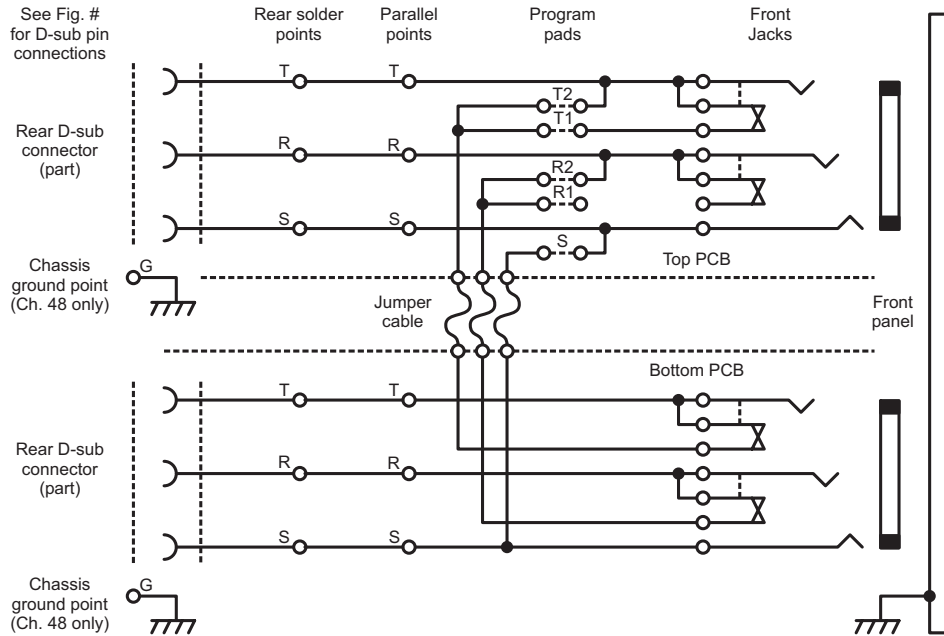 See Fig. #
for D-sub pin
connections
Rear solder
points
Parallel
points
Program
pads
Front
Jacks
T
T
T2
T1
Rear D-sub
connector
(part)
R
R
R2
R1
S
S
S
Top PCB
Chassis
ground point
(Ch. 48 only)
G
Jumper
cable
Front
panel
Bottom PCB
T
T
Rear D-sub
connector
(part)
R
R
S
S
Chassis
ground point
(Ch. 48 only)
G